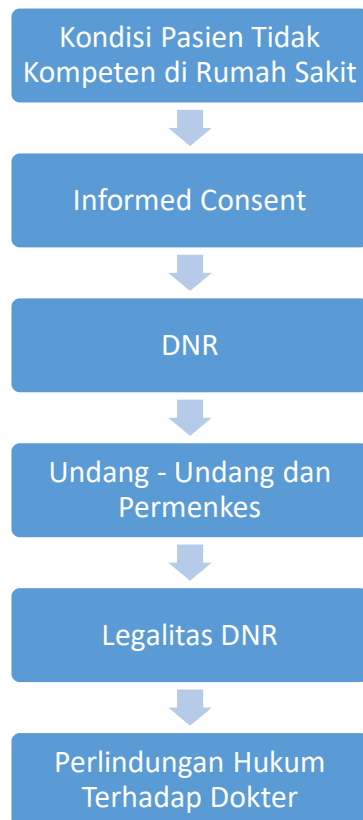 Kondisi Pasien Tidak
Kompeten di Rumah Sakit
Informed Consent
DNR
Undang - Undang dan
Permenkes
Legalitas DNR
Perlindungan Hukum
Terhadap Dokter